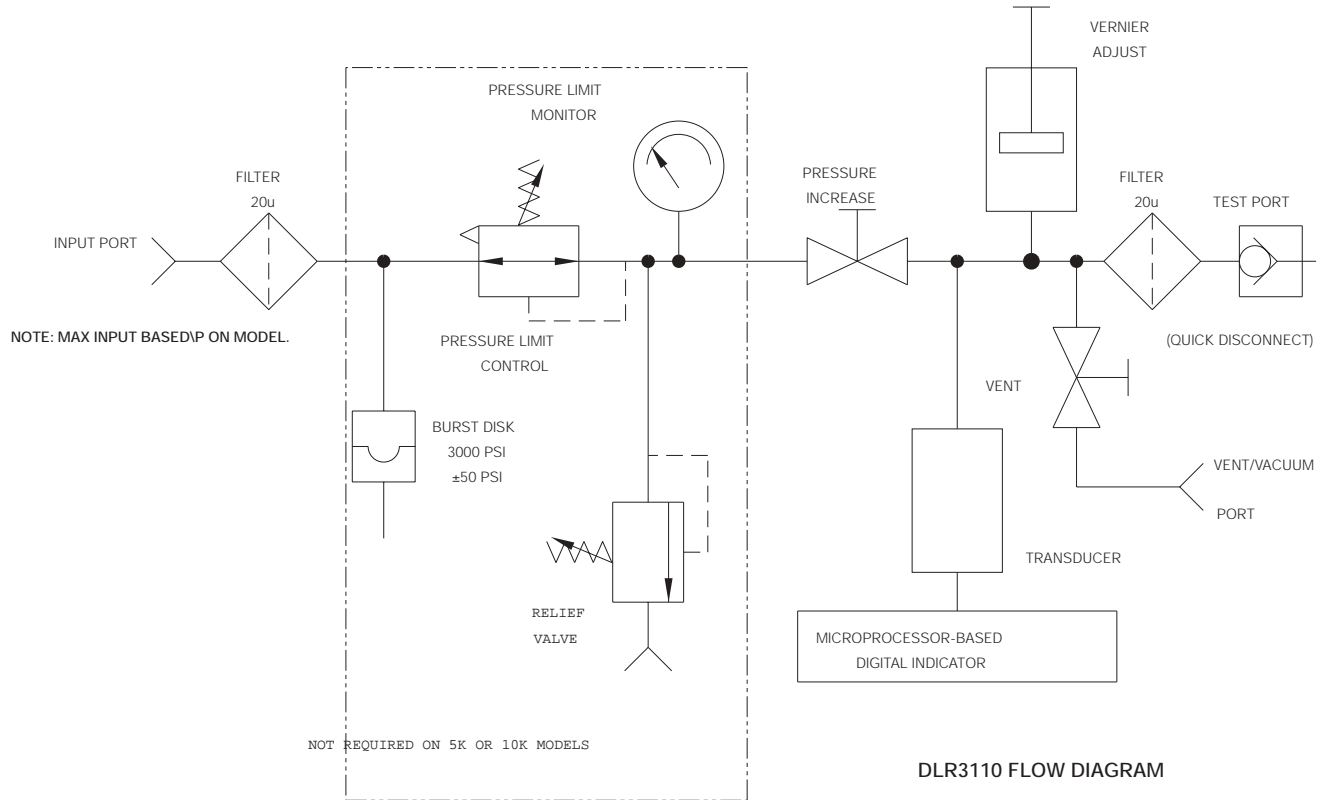 VERNIER
ADJUST
PRESSURE LIMIT
MONITOR
FILTER
20u
PRESSURE
INCREASE
FILTER
20u
TEST PORT
INPUT PORT
NOTE: MAX INPUT BASED\P ON MODEL.
PRESSURE LIMIT
CONTROL
(QUICK DISCONNECT)
VENT
BURST DISK
3000 PSI
±50 PSI
VENT/VACUUM
PORT
TRANSDUCER
RELIEF
VALVE
MICROPROCESSOR-BASED
DIGITAL INDICATOR
NOT REQUIRED ON 5K OR 10K MODELS
DLR3110 FLOW DIAGRAM